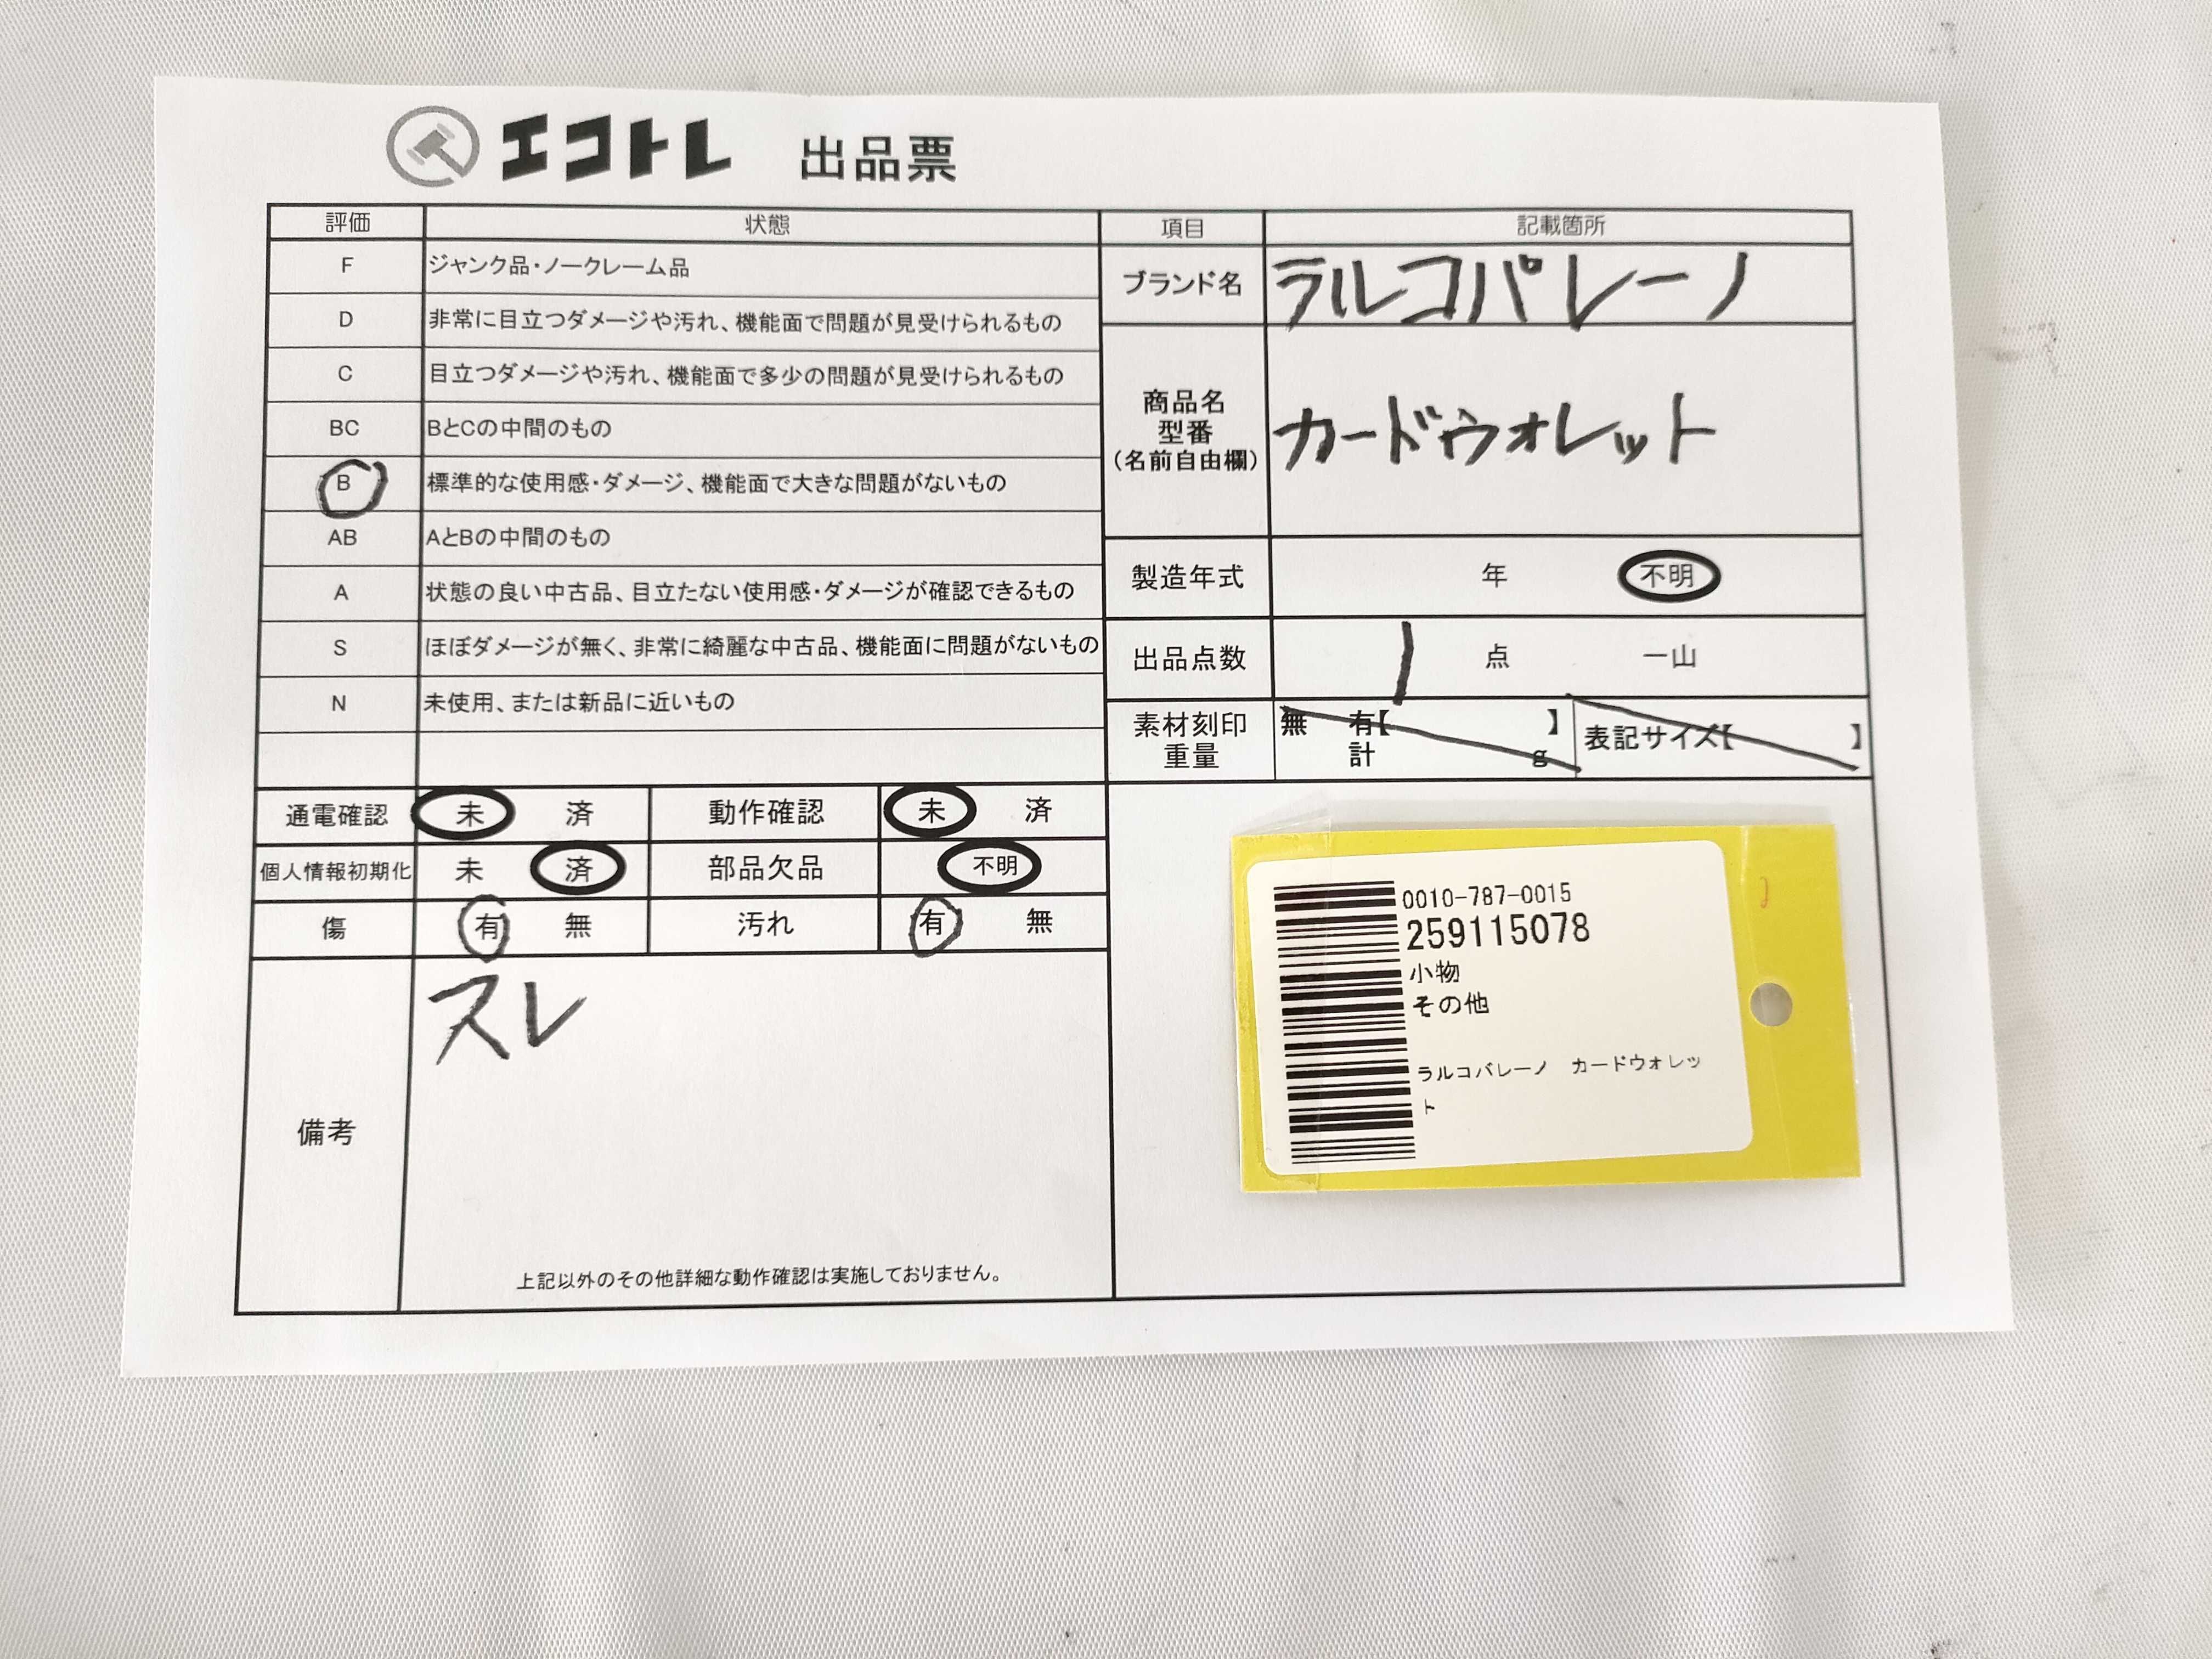 エコトレ 出品票
評価 状態
F ジャンク品・ノークレーム品
D 非常に目立つダメージや汚れ、機能面で問題が見受けられるもの
C 目立つダメージや汚れ、機能面で多少の問題が見受けられるもの
BC BとCの中間のもの
B 標準的な使用感・ダメージ、機能面で大きな問題がないもの
AB AとBの中間のもの
A 状態の良い中古品、目立たない使用感・ダメージが確認できるもの
S ほぼダメージが無く、非常に綺麗な中古品、機能面に問題がないもの
N 未使用、または新品に近いもの
項目 記載箇所
ブランド名 ラルコパレーノ
商品名
型番
(名前自由欄)
カードウォレット
製造年式 年 不明
出品点数 1 点 一山
素材刻印
重量
無 有【 】
計 g
表記サイズ【 】
通電確認 未 済 動作確認 未 済
個人情報初期化 未 済 部品欠品 不明
傷 有 無 汚れ 有 無
備考
スレ
上記以外のその他詳細な動作確認は実施しておりません。
0010-787-0015
259115078
小物
その他
ラルコバレーノ カードウォレッ
ト